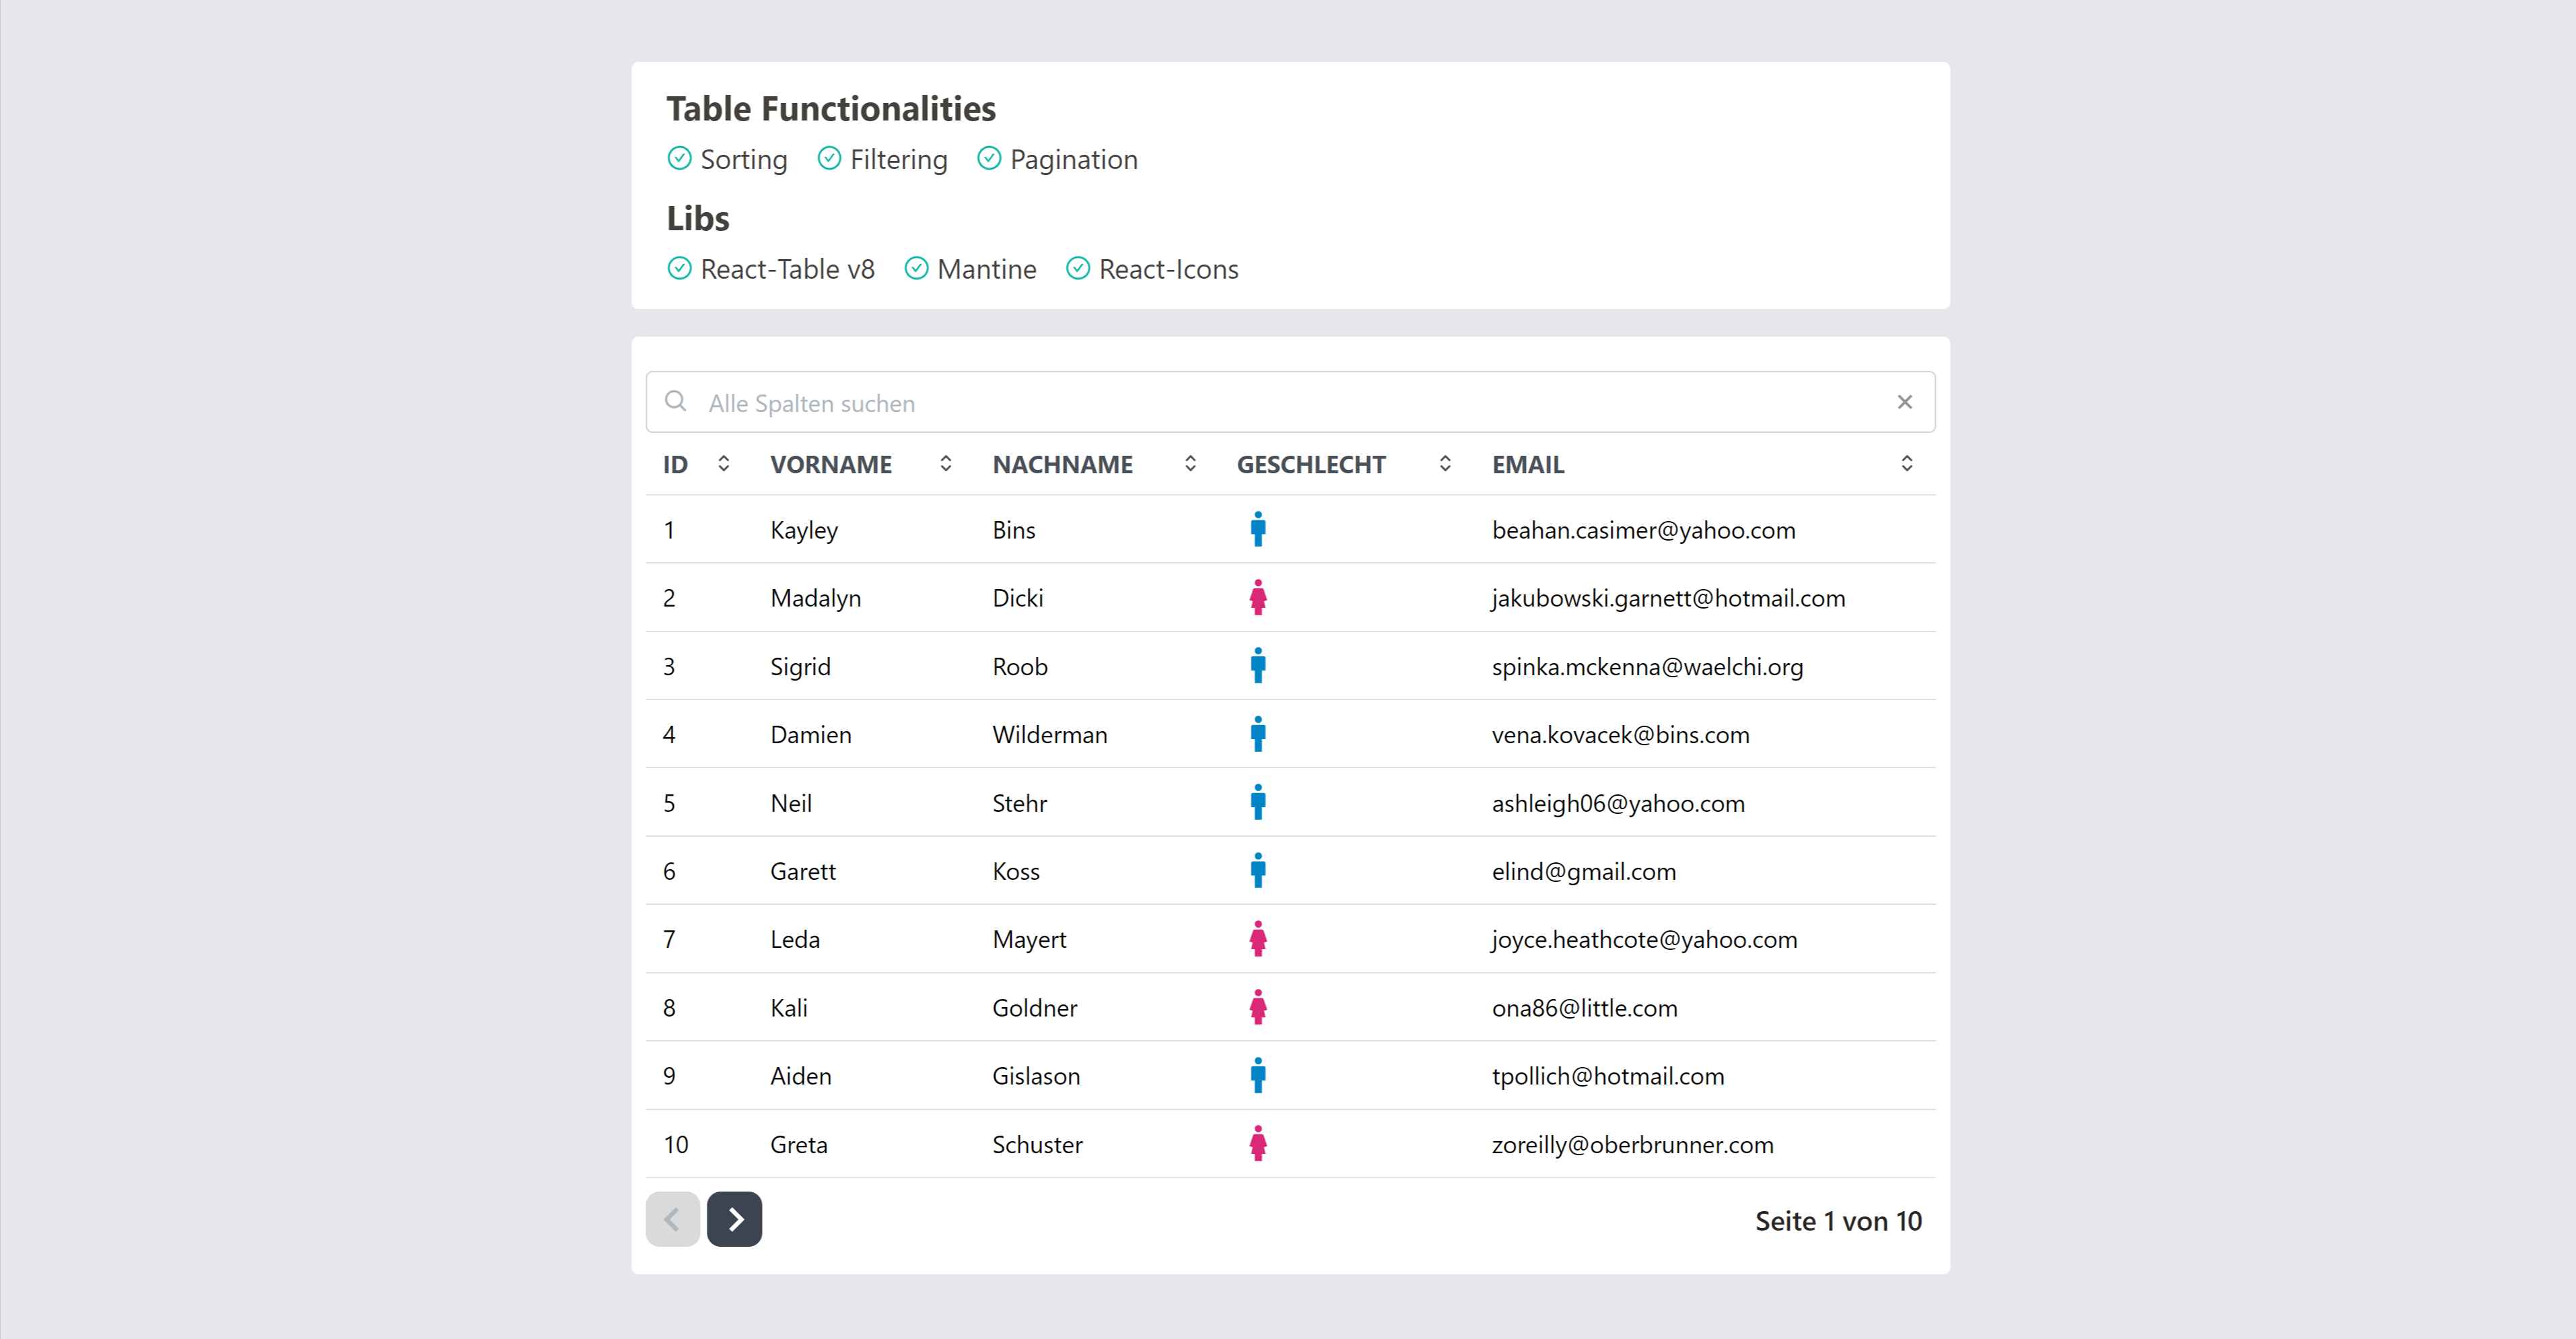 Table Functionalities
Sorting Filtering Pagination
Libs
React-Table v8 Mantine React-Icons
Alle Spalten suchen
ID VORNAME NACHNAME GESCHLECHT EMAIL
1 Kayley Bins beahan.casimer@yahoo.com
2 Madalyn Dicki jakubowski.garnett@hotmail.com
3 Sigrid Roob spinka.mckenna@waelchi.org
4 Damien Wilderman vena.kovacek@bins.com
5 Neil Stehr ashleigh06@yahoo.com
6 Garett Koss elind@gmail.com
7 Leda Mayert joyce.heathcote@yahoo.com
8 Kali Goldner ona86@little.com
9 Aiden Gislason tpollich@hotmail.com
10 Greta Schuster zoreilly@oberbrunner.com
Seite 1 von 10